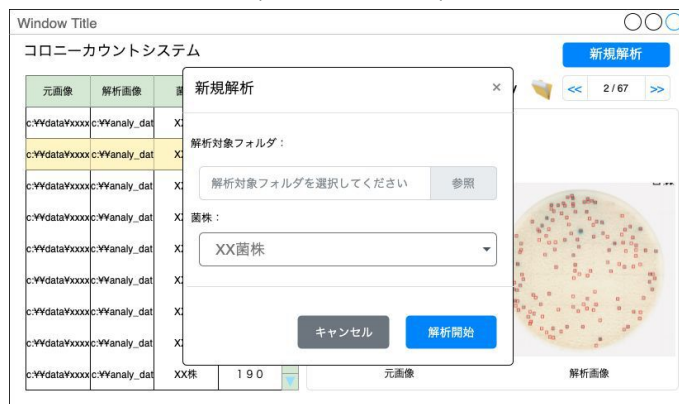 Window Title
コロニーカウントシステム
新規解析
元画像 解析画像
新規解析 ×
<< 2 / 67 >>
c:¥¥data¥xxxx c:¥¥analy_dat
解析対象フォルダ：
c:¥¥data¥xxxx c:¥¥analy_dat
解析対象フォルダを選択してください 参照
c:¥¥data¥xxxx c:¥¥analy_dat
菌株：
c:¥¥data¥xxxx c:¥¥analy_dat
XX菌株
c:¥¥data¥xxxx c:¥¥analy_dat
c:¥¥data¥xxxx c:¥¥analy_dat
c:¥¥data¥xxxx c:¥¥analy_dat
キャンセル 解析開始
c:¥¥data¥xxxx c:¥¥analy_dat
c:¥¥data¥xxxx c:¥¥analy_dat XX株 190
元画像 解析画像